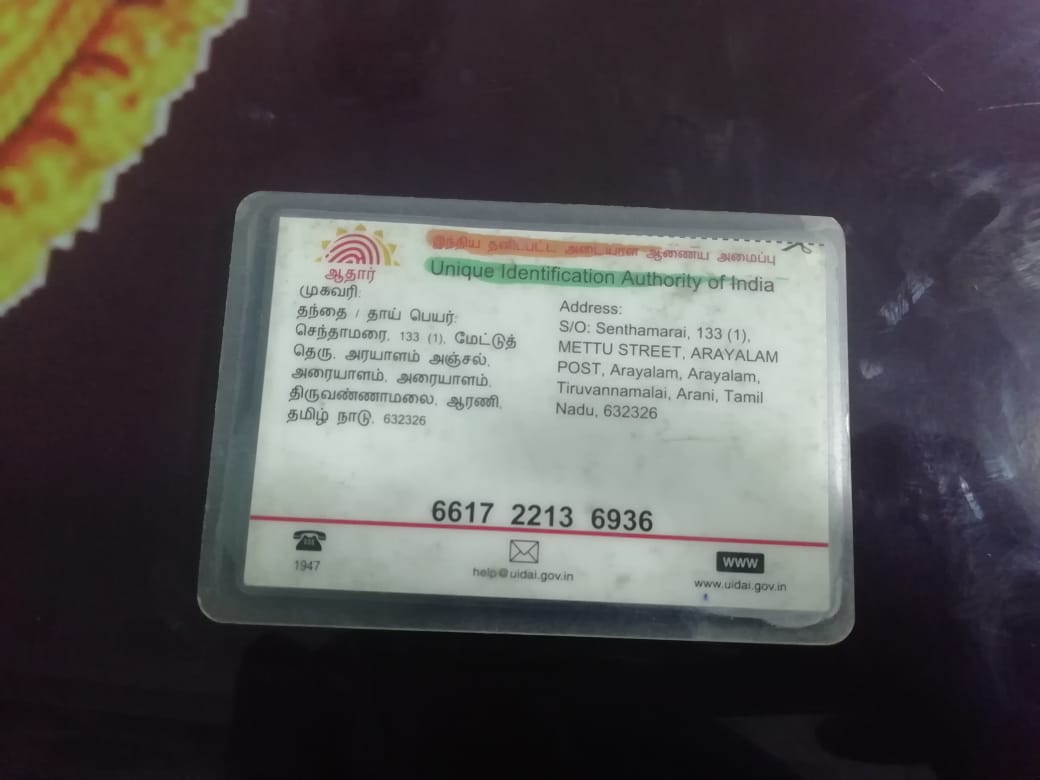 இந்திய தனிப்பட்ட அடையாள ஆணைய அமைப்பு
Unique Identification Authority of India
ஆதார்
முகவரி:
தந்தை / தாய் பெயர்:
செந்தாமரை, 133 (1), மேட்டுத்
தெரு, அரயாளம் அஞ்சல்,
அரையாளம், அரையாளம்,
திருவண்ணாமலை, ஆரணி,
தமிழ் நாடு, 632326
Address:
S/O: Senthamarai, 133 (1),
METTU STREET, ARAYALAM
POST, Arayalam, Arayalam,
Tiruvannamalai, Arani, Tamil
Nadu, 632326
6617 2213 6936
1947
help@uidai.gov.in
WWW
www.uidai.gov.in